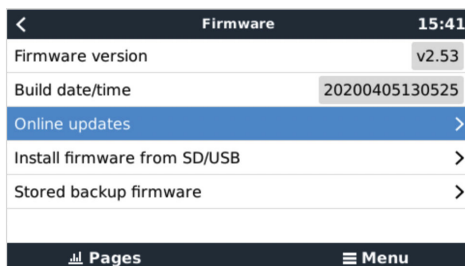 Firmware 15:41
Firmware version v2.53
Build date/time 20200405130525
Online updates
Install firmware from SD/USB
Stored backup firmware
Pages Menu